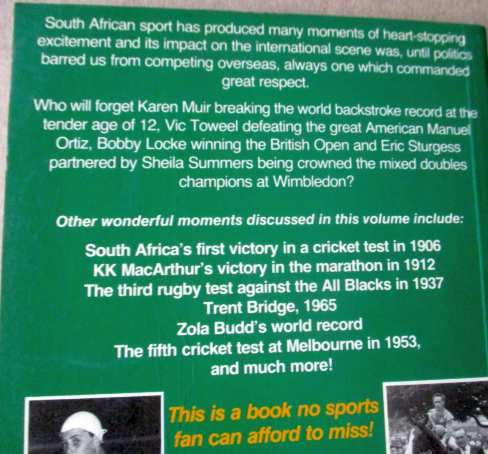 South African sport has produced many moments of heart-stopping
excitement and its impact on the international scene was, until politics
barred us from competing overseas, always one which commanded
great respect.
Who will forget Karen Muir breaking the world backstroke record at the
tender age of 12, Vic Toweel defeating the great American Manuel
Ortiz, Bobby Locke winning the British Open and Eric Sturgess
partnered by Sheila Summers being crowned the mixed doubles
champions at Wimbledon?
Other wonderful moments discussed in this volume include:
South Africa's first victory in a cricket test in 1906
KK MacArthur's victory in the marathon in 1912
The third rugby test against the All Blacks in 1937
Trent Bridge, 1965
Zola Budd's world record
The fifth cricket test at Melbourne in 1953,
and much more!
This is a book no sports
fan can afford to miss!